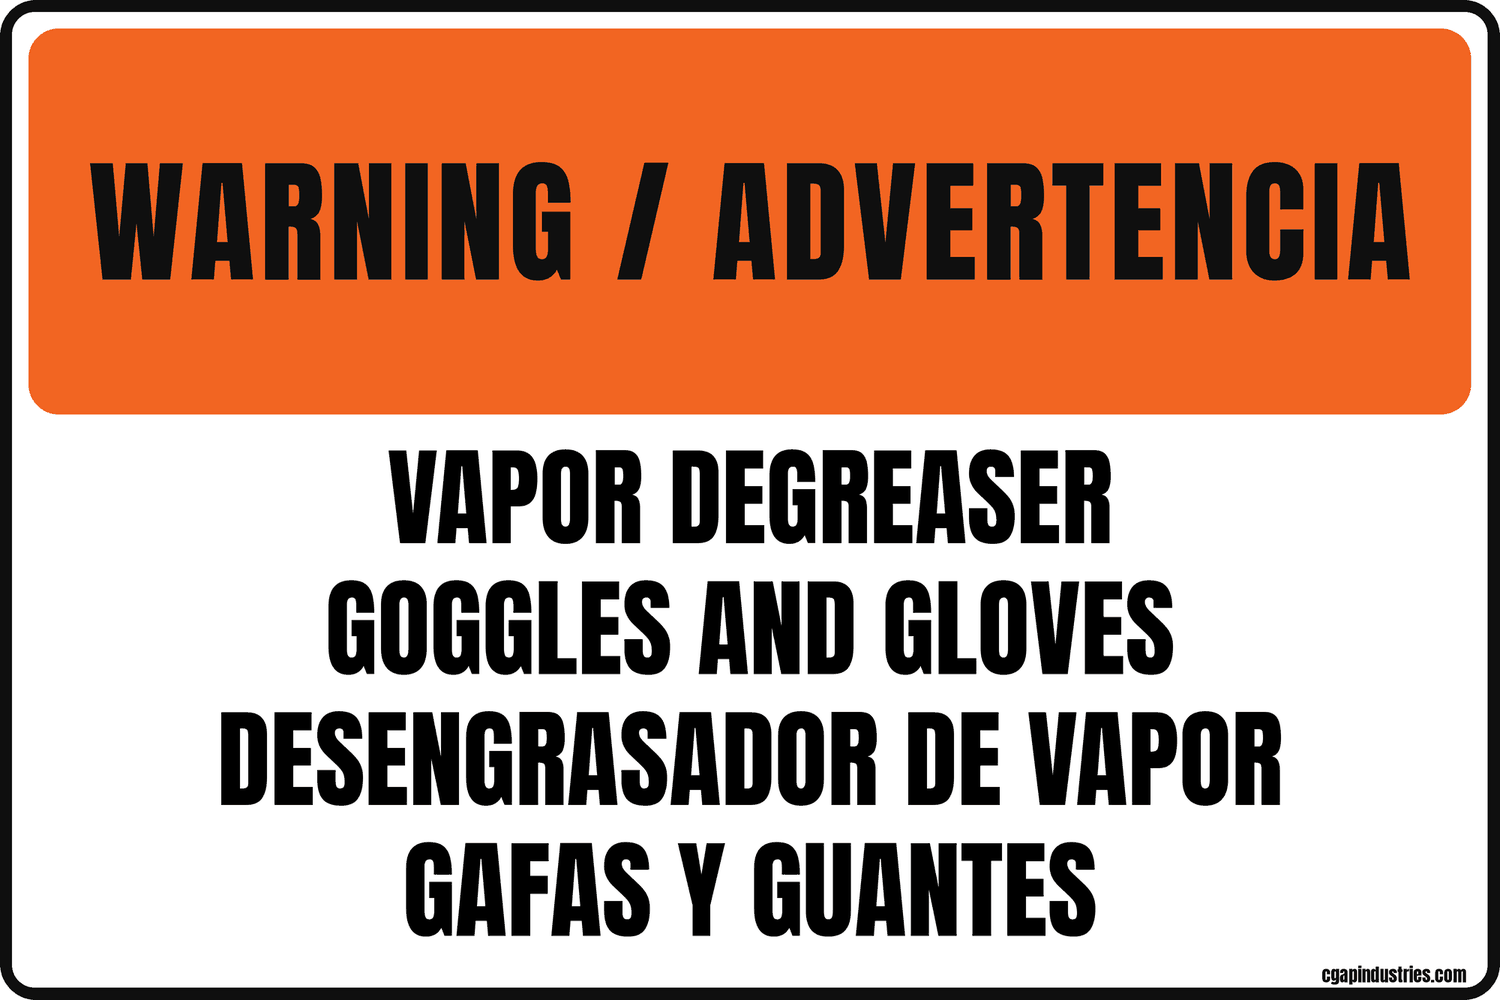 WARNING / ADVERTENCIA
VAPOR DEGREASER
GOGGLES AND GLOVES
DESENGRASADOR DE VAPOR
GAFAS Y GUANTES
cgapindustries.com